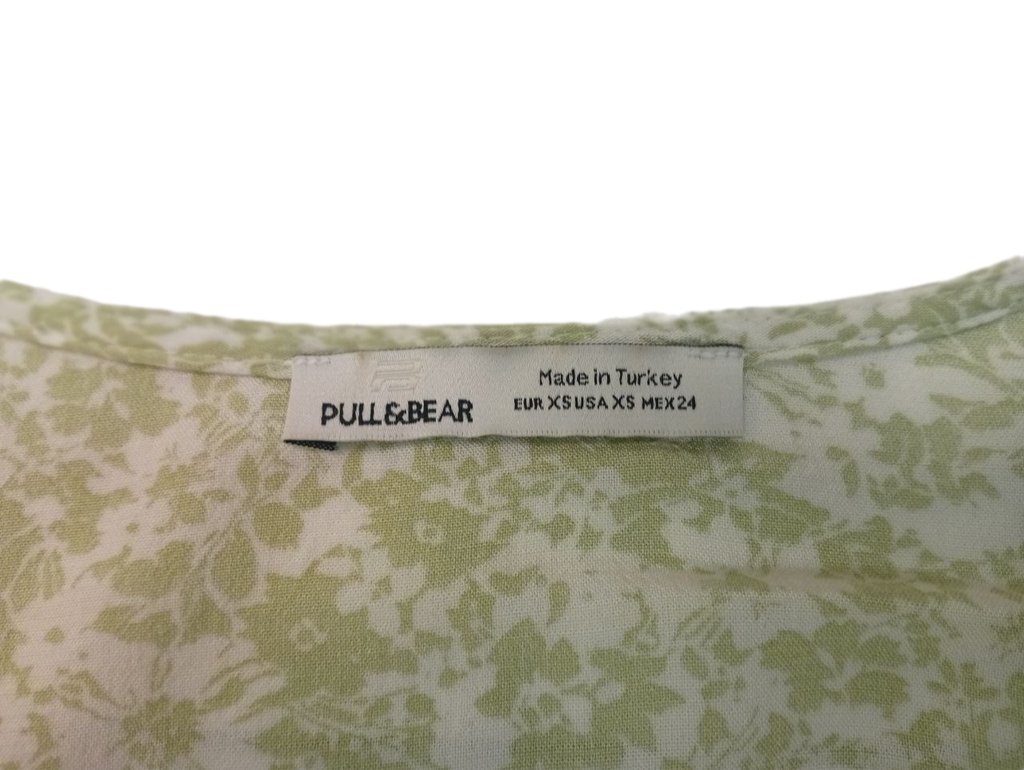 PULL&BEAR
Made in Turkey
EUR XS USA XS MEX 24